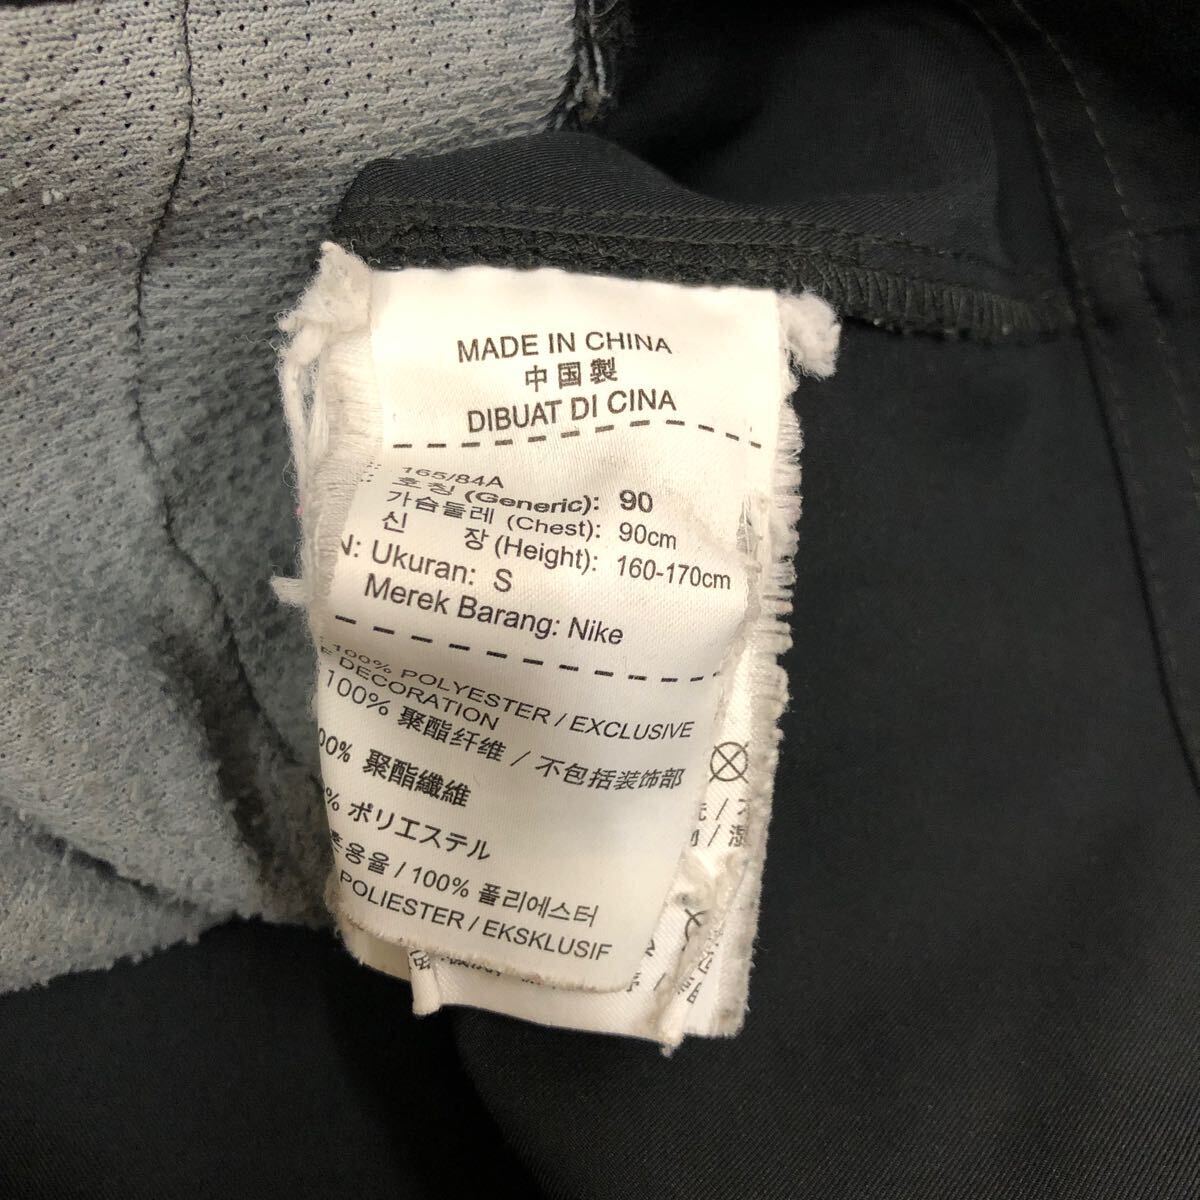 MADE IN CHINA
中国製
DIBUAT DI CINA
165/84A
호칭 (Generic): 90
가슴둘레 (Chest): 90cm
신 장 (Height): 160-170cm
N: Ukuran: S
Merek Barang: Nike
100% POLYESTER / EXCLUSIVE
DECORATION
100% 聚酯纤维 / 不包括装饰部
00% 聚酯纖維
% ポリエステル
혼용율 / 100% 폴리에스터
POLIESTER / EKSKLUSIF